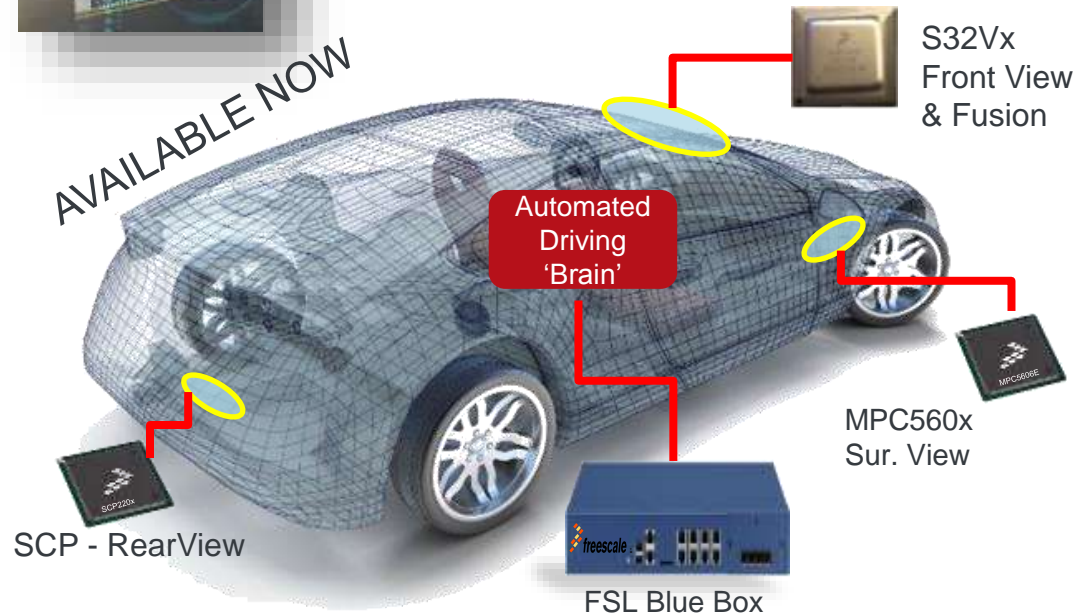 AVAILABLE NOW
S32Vx
Front View
& Fusion
Automated
Driving
‘Brain’
MPC5606E
MPC560x
Sur. View
SCP220x
SCP - RearView
freescale
FSL Blue Box